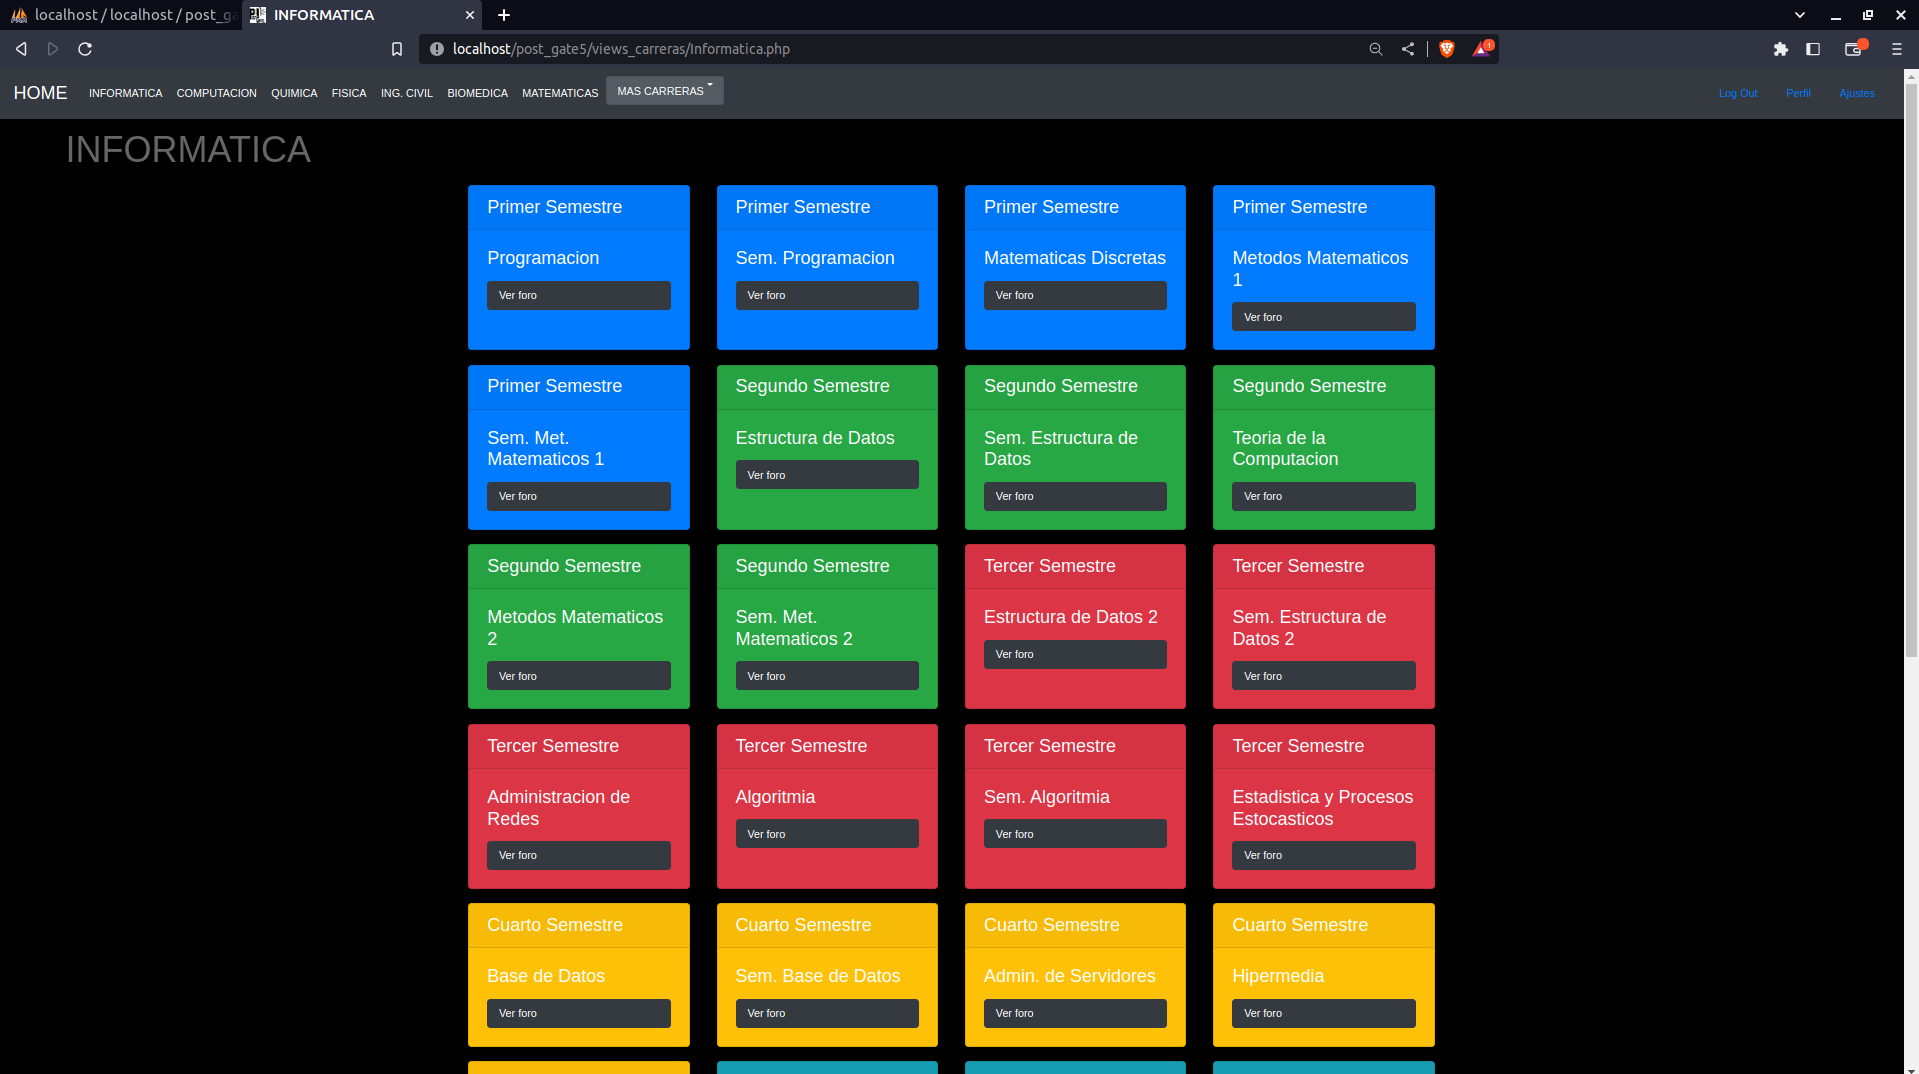 localhost / localhost / post_ga
INFORMATICA
localhost/post_gate5/views_carreras/Informatica.php
1
HOME INFORMATICA COMPUTACION QUIMICA FISICA ING. CIVIL BIOMEDICA MATEMATICAS MAS CARRERAS Log Out Perfil Ajustes
INFORMATICA
Primer Semestre
Programacion
Ver foro
Primer Semestre
Sem. Programacion
Ver foro
Primer Semestre
Matematicas Discretas
Ver foro
Primer Semestre
Metodos Matematicos
1
Ver foro
Primer Semestre
Sem. Met.
Matematicos 1
Ver foro
Segundo Semestre
Estructura de Datos
Ver foro
Segundo Semestre
Sem. Estructura de
Datos
Ver foro
Segundo Semestre
Teoria de la
Computacion
Ver foro
Segundo Semestre
Metodos Matematicos
2
Ver foro
Segundo Semestre
Sem. Met.
Matematicos 2
Ver foro
Tercer Semestre
Estructura de Datos 2
Ver foro
Tercer Semestre
Sem. Estructura de
Datos 2
Ver foro
Tercer Semestre
Administracion de
Redes
Ver foro
Tercer Semestre
Algoritmia
Ver foro
Tercer Semestre
Sem. Algoritmia
Ver foro
Tercer Semestre
Estadistica y Procesos
Estocasticos
Ver foro
Cuarto Semestre
Base de Datos
Ver foro
Cuarto Semestre
Sem. Base de Datos
Ver foro
Cuarto Semestre
Admin. de Servidores
Ver foro
Cuarto Semestre
Hipermedia
Ver foro